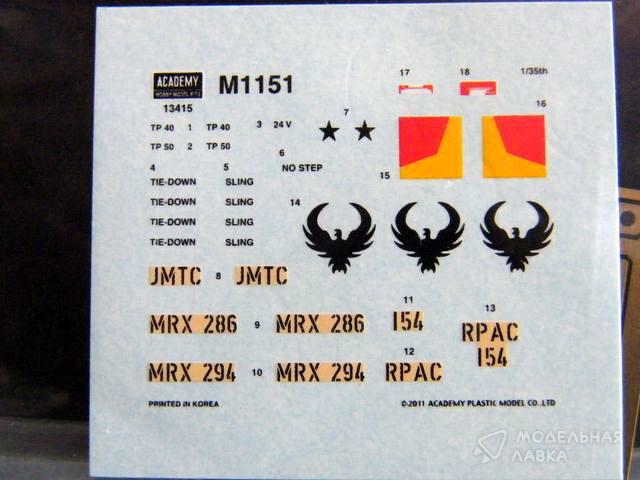 ACADEMY
HOBBY MODEL KITS
M1151
13415
17
18
1/35th
TP 40 1 TP 40
3 24 V
7
16
TP 50 2 TP 50
6
4 5 NO STEP
15
TIE-DOWN SLING
TIE-DOWN SLING
14
TIE-DOWN SLING
TIE-DOWN SLING
JMTC 8 JMTC
11
13
MRX 286 9 MRX 286 154
RPAC
154
12
MRX 294 10 MRX 294 RPAC
PRINTED IN KOREA
©2011 ACADEMY PLASTIC MODEL CO.,LTD
МОДЕЛЬНАЯ
ЛАВКА